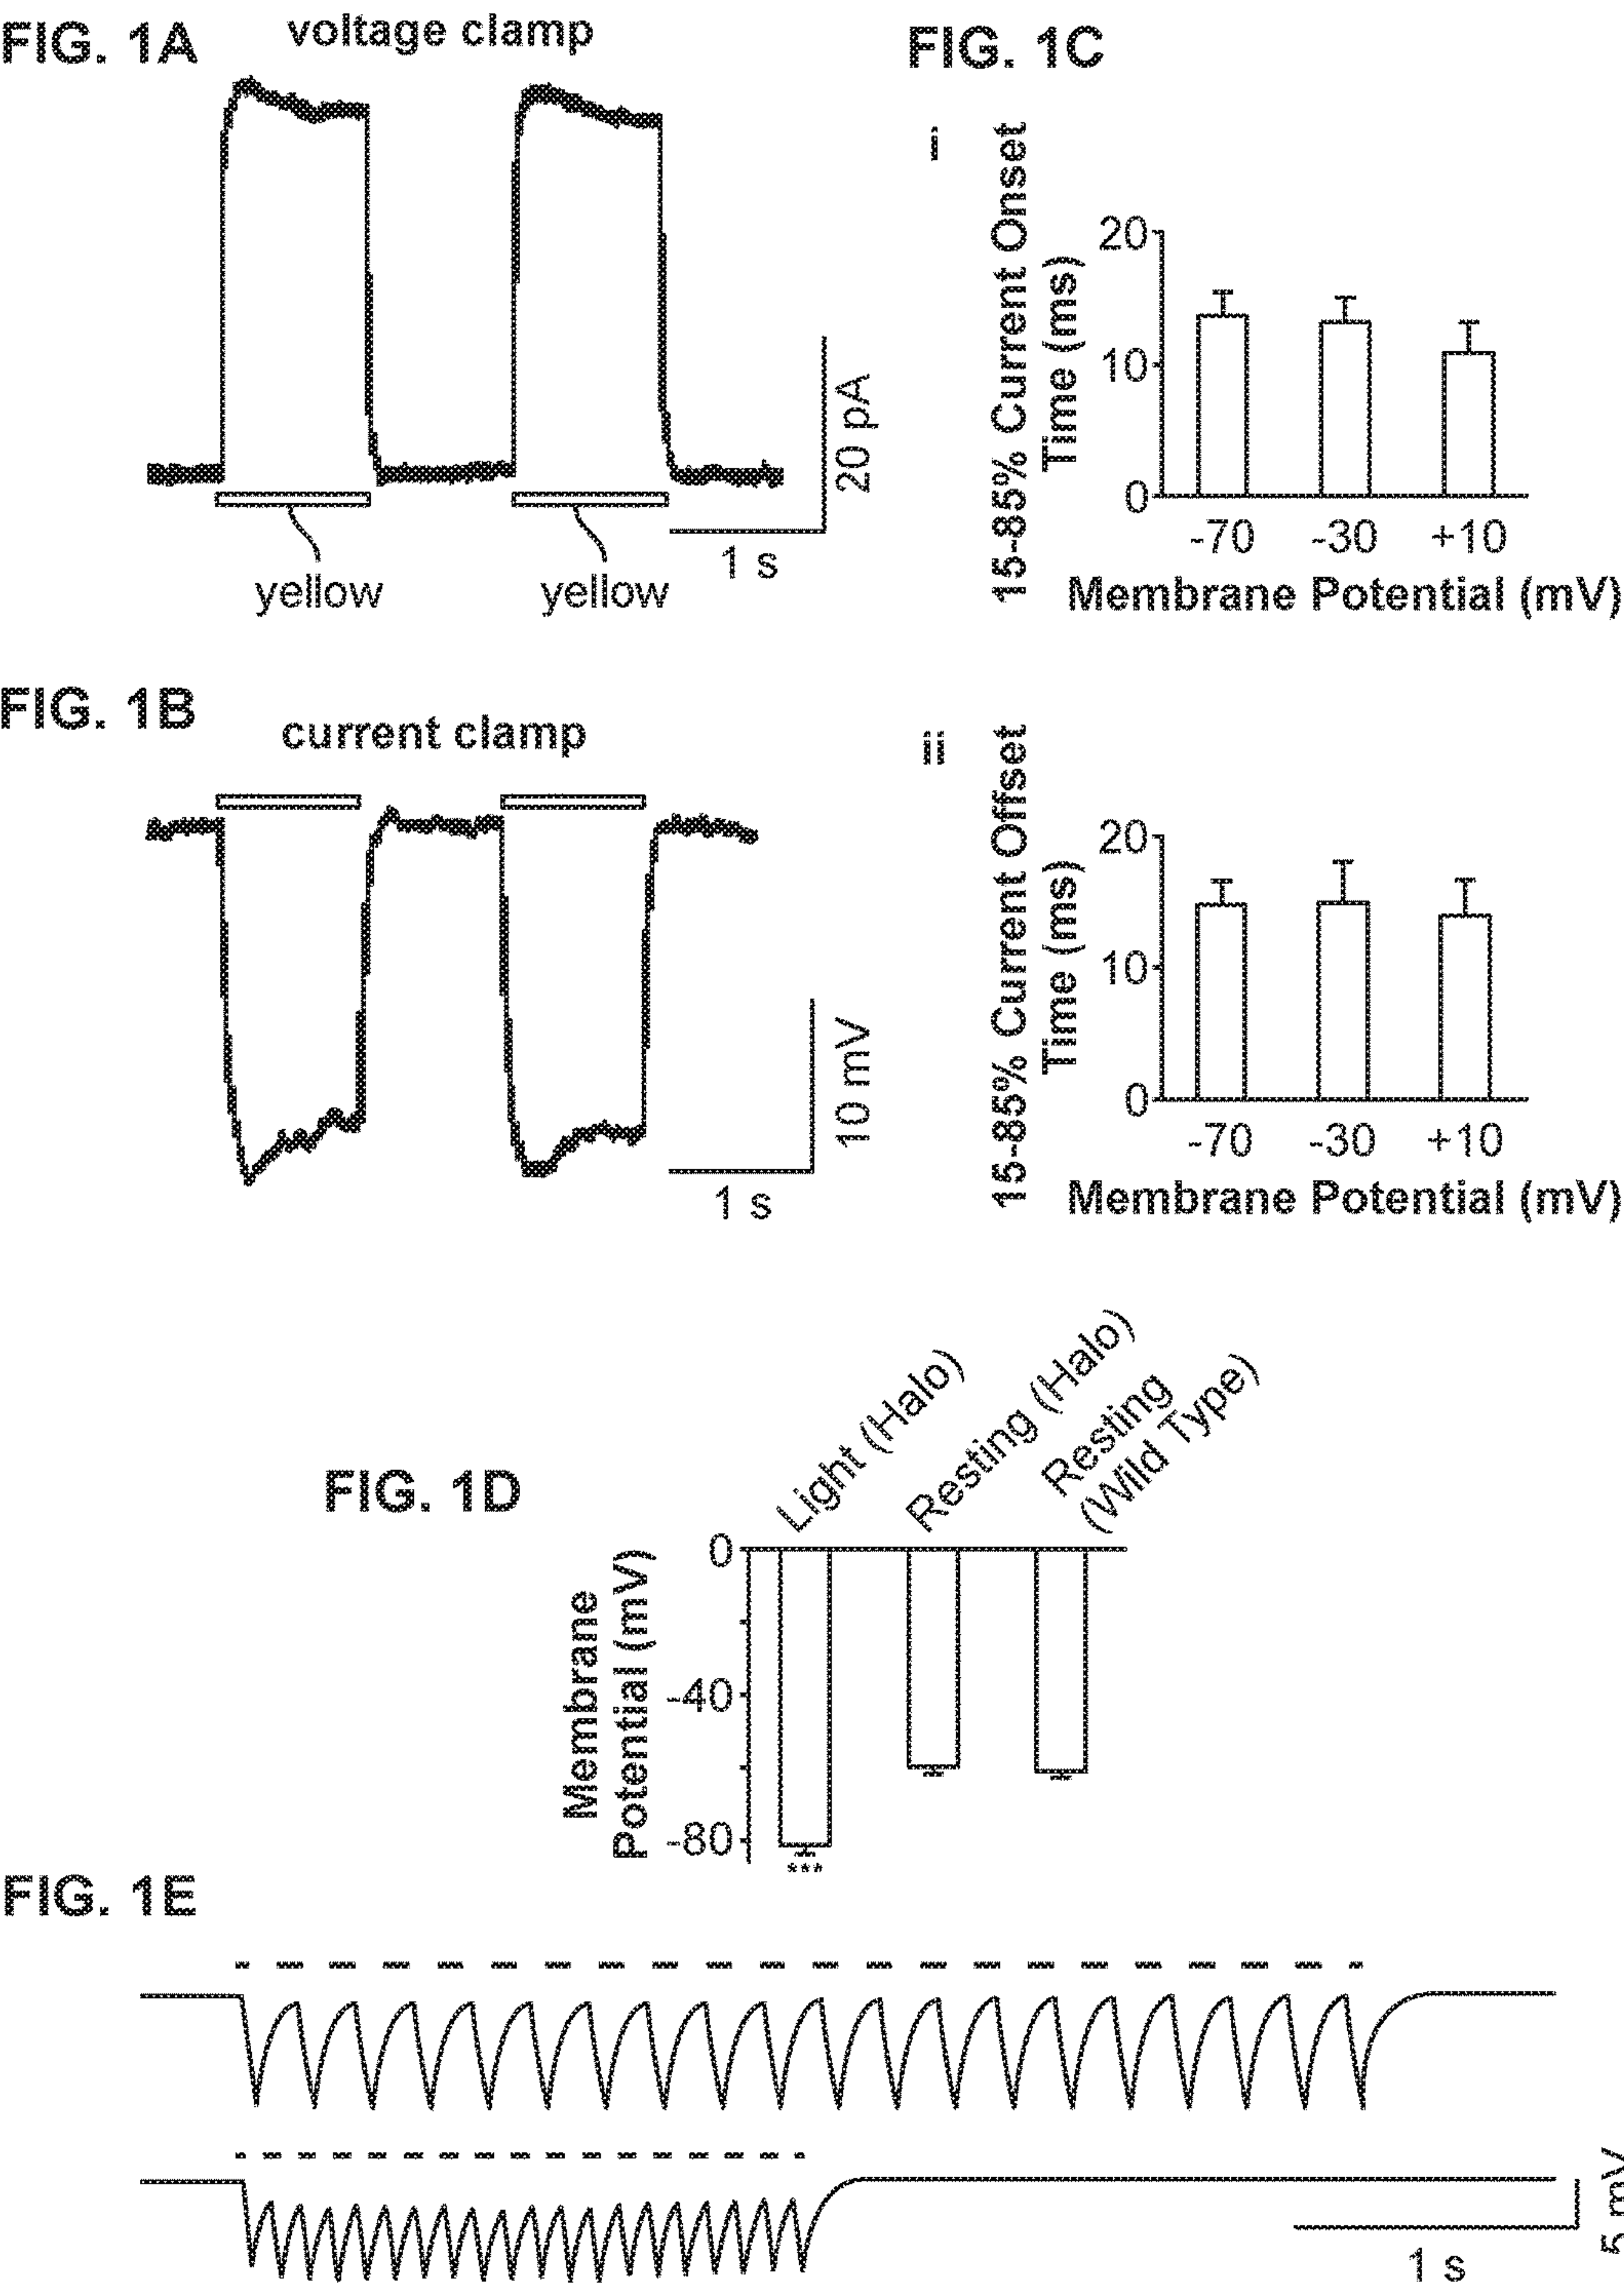 FIG. 1A
voltage clamp
20 pA
1 s
yellow
yellow
FIG. 1B
current clamp
10 mV
1 s
FIG. 1C
i
15-85% Current Onset
Time (ms)
20
10
0
-70
-30
+10
Membrane Potential (mV)
ii
15-85% Current Offset
Time (ms)
20
10
0
-70
-30
+10
Membrane Potential (mV)
FIG. 1D
Light (Halo)
Resting (Halo)
Resting
(Wild Type)
Membrane
Potential (mV)
0
-40
-80
***
FIG. 1E
5 mV
1 s